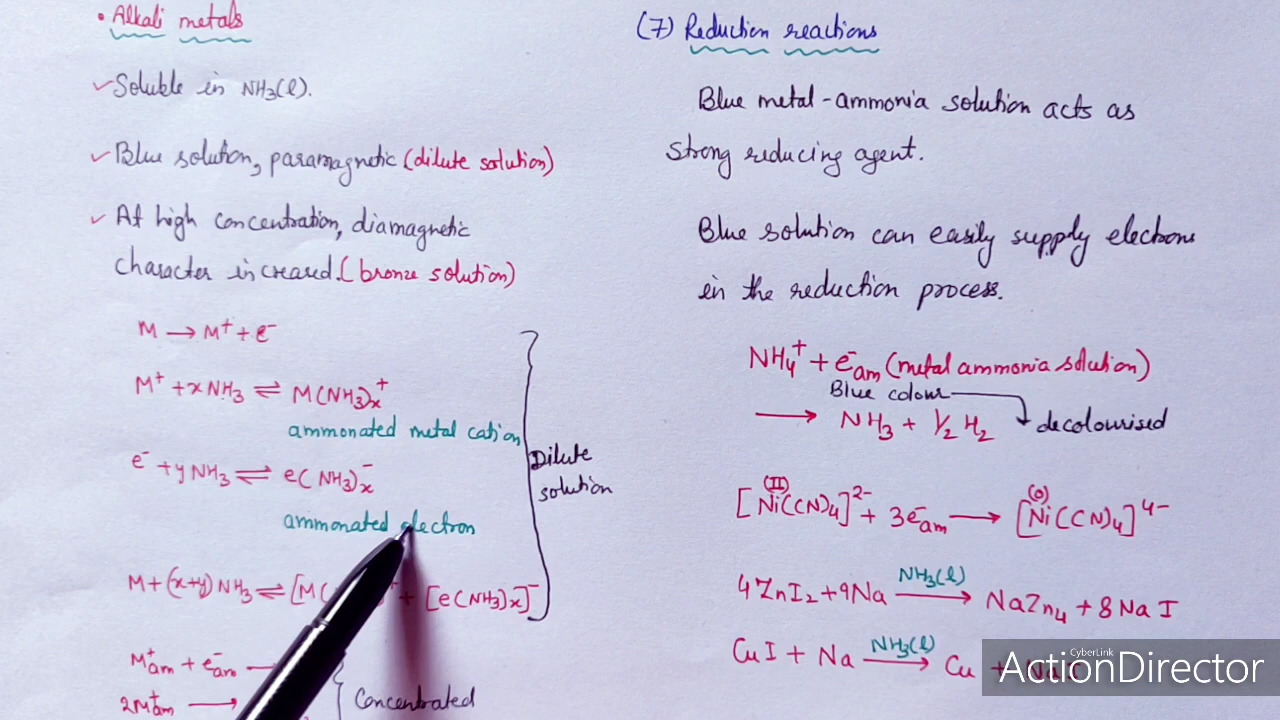 • Alkali metals
✓ Soluble in NH3(l).
✓ Blue solution, paramagnetic (dilute solution)
✓ At high concentration, diamagnetic
character increased. (bronze solution)
M → M⁺ + e⁻
M⁺ + xNH3 ⇌ M(NH3)ₓ⁺
ammonated metal cation
e⁻ + yNH3 ⇌ e(NH3)ₓ⁻
ammonated electron
M + (x+y)NH3 ⇌ [M( ⁺ + [e(NH3)ₓ]⁻
Dilute
solution
M⁺am + e⁻am →
2M⁺am →
Concentrated
(7) Reduction reactions
Blue metal-ammonia solution acts as
strong reducing agent.
Blue solution can easily supply electrons
in the reduction process.
NH4⁺ + e⁻am (metal ammonia solution)
Blue colour
→ NH3 + 1/2 H2 decolourised
(II) (0)
[Ni(CN)4]²⁻ + 3e⁻am → [Ni(CN)4]⁴⁻
NH3(l)
4ZnI2 + 9Na → NaZn4 + 8NaI
NH3(l)
CuI + Na → Cu + NaI
CyberLink
ActionDirector